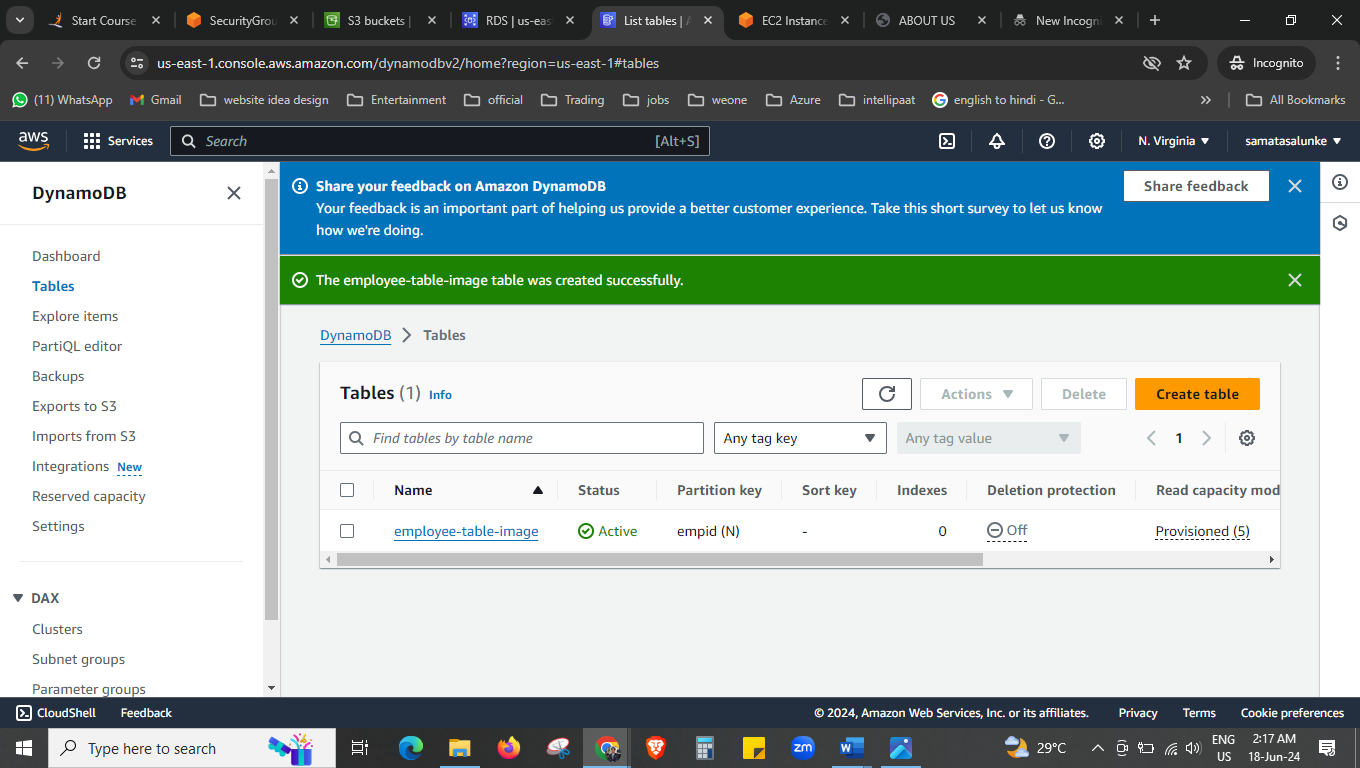 Start Course
SecurityGrou
S3 buckets |
RDS | us-eas
List tables | A
EC2 Instance
ABOUT US
New Incogni
us-east-1.console.aws.amazon.com/dynamodbv2/home?region=us-east-1#tables
Incognito
(11) WhatsApp
Gmail
website idea design
Entertainment
official
Trading
jobs
weone
Azure
intellipaat
english to hindi - G...
All Bookmarks
aws
Services
Search
[Alt+S]
N. Virginia
samatasalunke
DynamoDB
Dashboard
Tables
Explore items
PartiQL editor
Backups
Exports to S3
Imports from S3
Integrations New
Reserved capacity
Settings
DAX
Clusters
Subnet groups
Parameter groups
Share your feedback on Amazon DynamoDB
Your feedback is an important part of helping us provide a better customer experience. Take this short survey to let us know
how we're doing.
Share feedback
The employee-table-image table was created successfully.
DynamoDB
Tables
Tables (1) Info
Actions
Delete
Create table
Find tables by table name
Any tag key
Any tag value
1
Name
Status
Partition key
Sort key
Indexes
Deletion protection
Read capacity mod
employee-table-image
Active
empid (N)
-
0
Off
Provisioned (5)
CloudShell
Feedback
© 2024, Amazon Web Services, Inc. or its affiliates.
Privacy
Terms
Cookie preferences
Type here to search
zm
29°C
ENG
US
2:17 AM
18-Jun-24